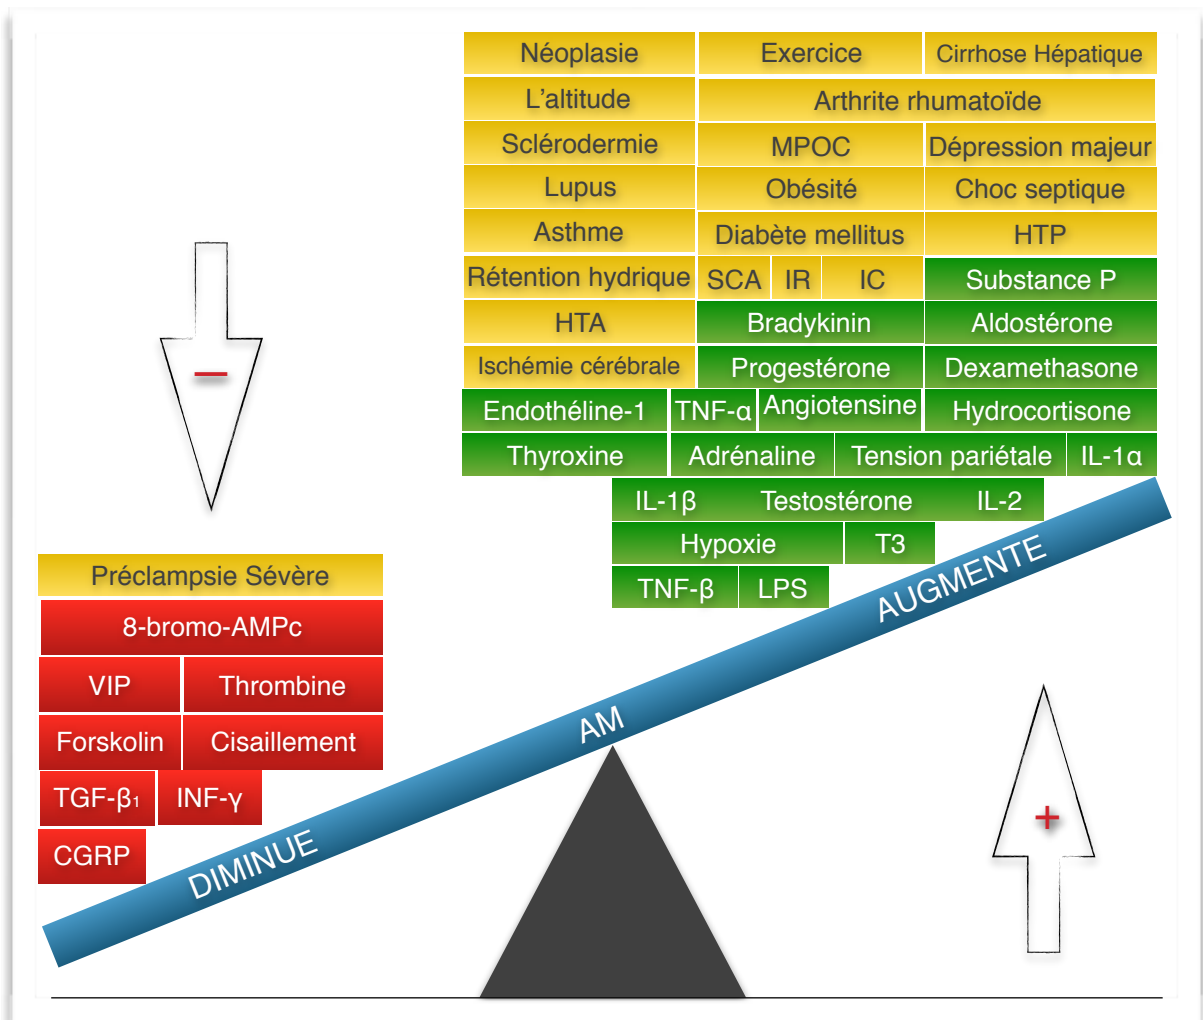 Néoplasie Exercice Cirrhose Hépatique
L'altitude Arthrite rhumatoïde
Sclérodermie MPOC Dépression majeur
Lupus Obésité Choc septique
Asthme Diabète mellitus HTP
Rétention hydrique SCA IR IC Substance P
HTA Bradykinin Aldostérone
Ischémie cérébrale Progestérone Dexamethasone
Endothéline-1 TNF-α Angiotensine Hydrocortisone
Thyroxine Adrénaline Tension pariétale IL-1α
IL-1β Testostérone IL-2
Hypoxie T3
TNF-β LPS
–
Préclampsie Sévère
8-bromo-AMPc
VIP Thrombine
Forskolin Cisaillement
TGF-β1 INF-γ
CGRP
DIMINUE AM AUGMENTE
+